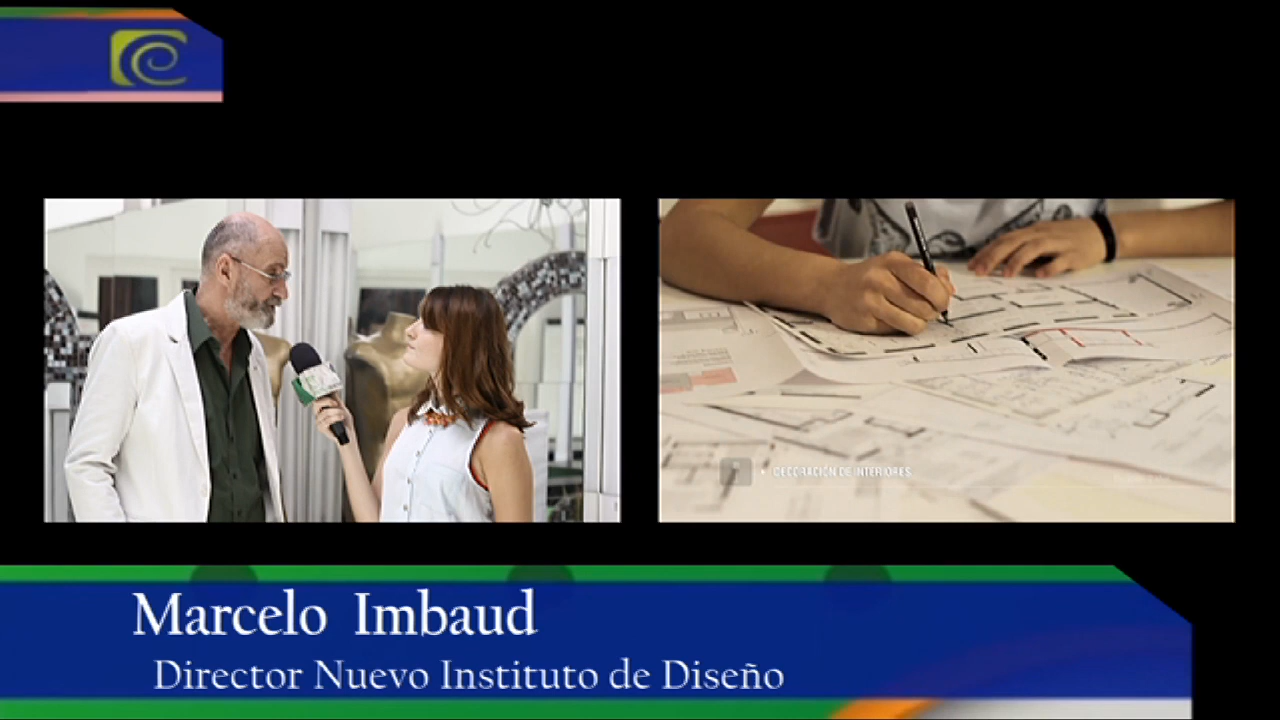 DECORACIÓN DE INTERIORES
Marcelo Imbaud
Director Nuevo Instituto de Diseño